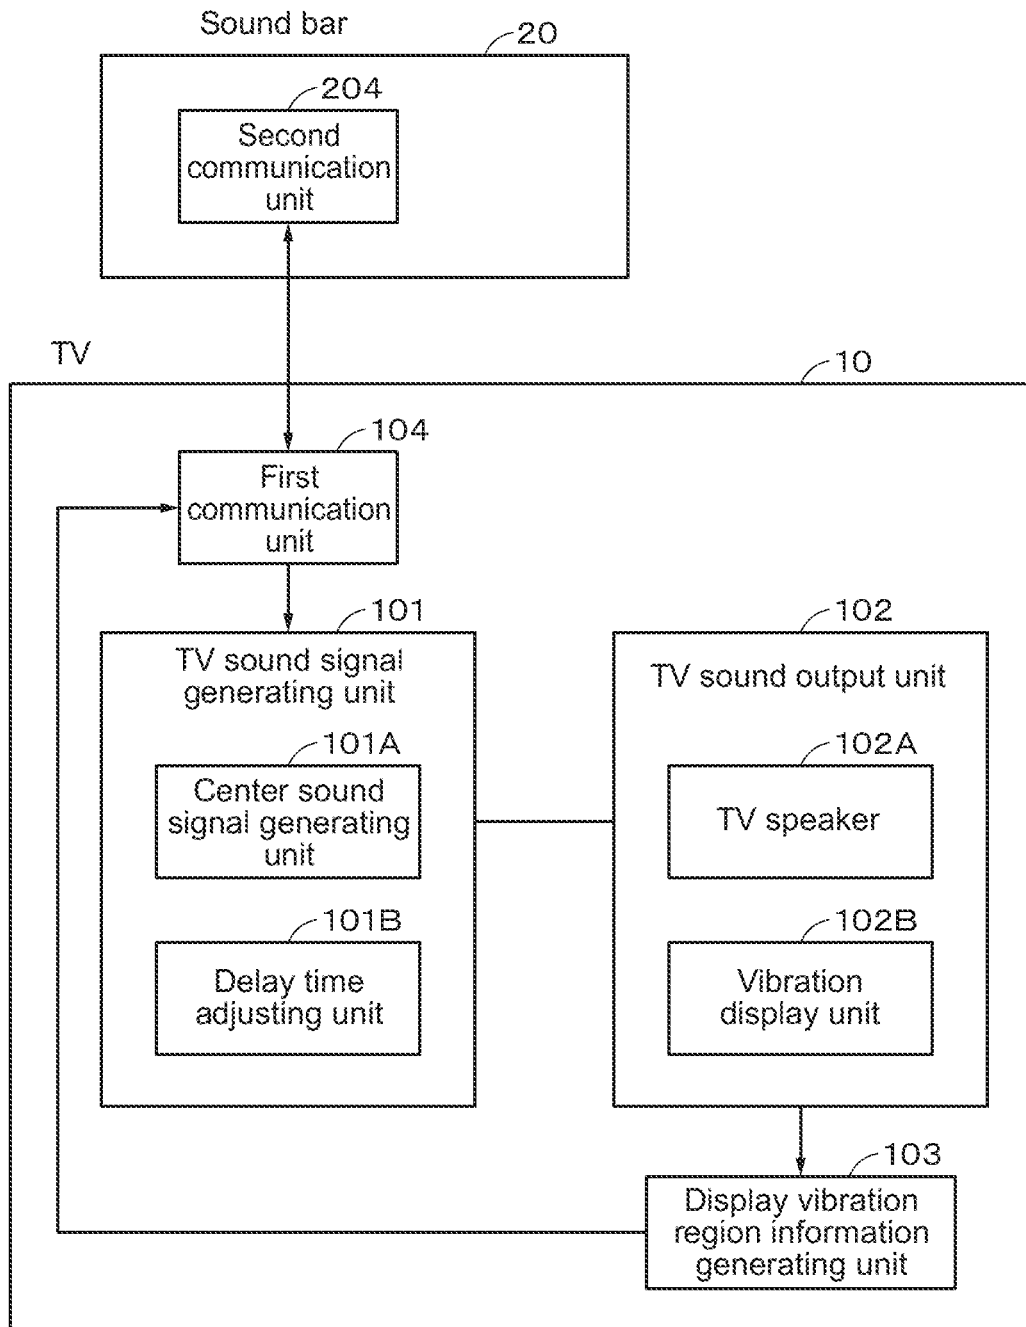 Sound bar
20
204
Second
communication
unit
TV
10
104
First
communication
unit
101
TV sound signal
generating unit
101A
Center sound
signal generating
unit
101B
Delay time
adjusting unit
102
TV sound output unit
102A
TV speaker
102B
Vibration
display unit
103
Display vibration
region information
generating unit